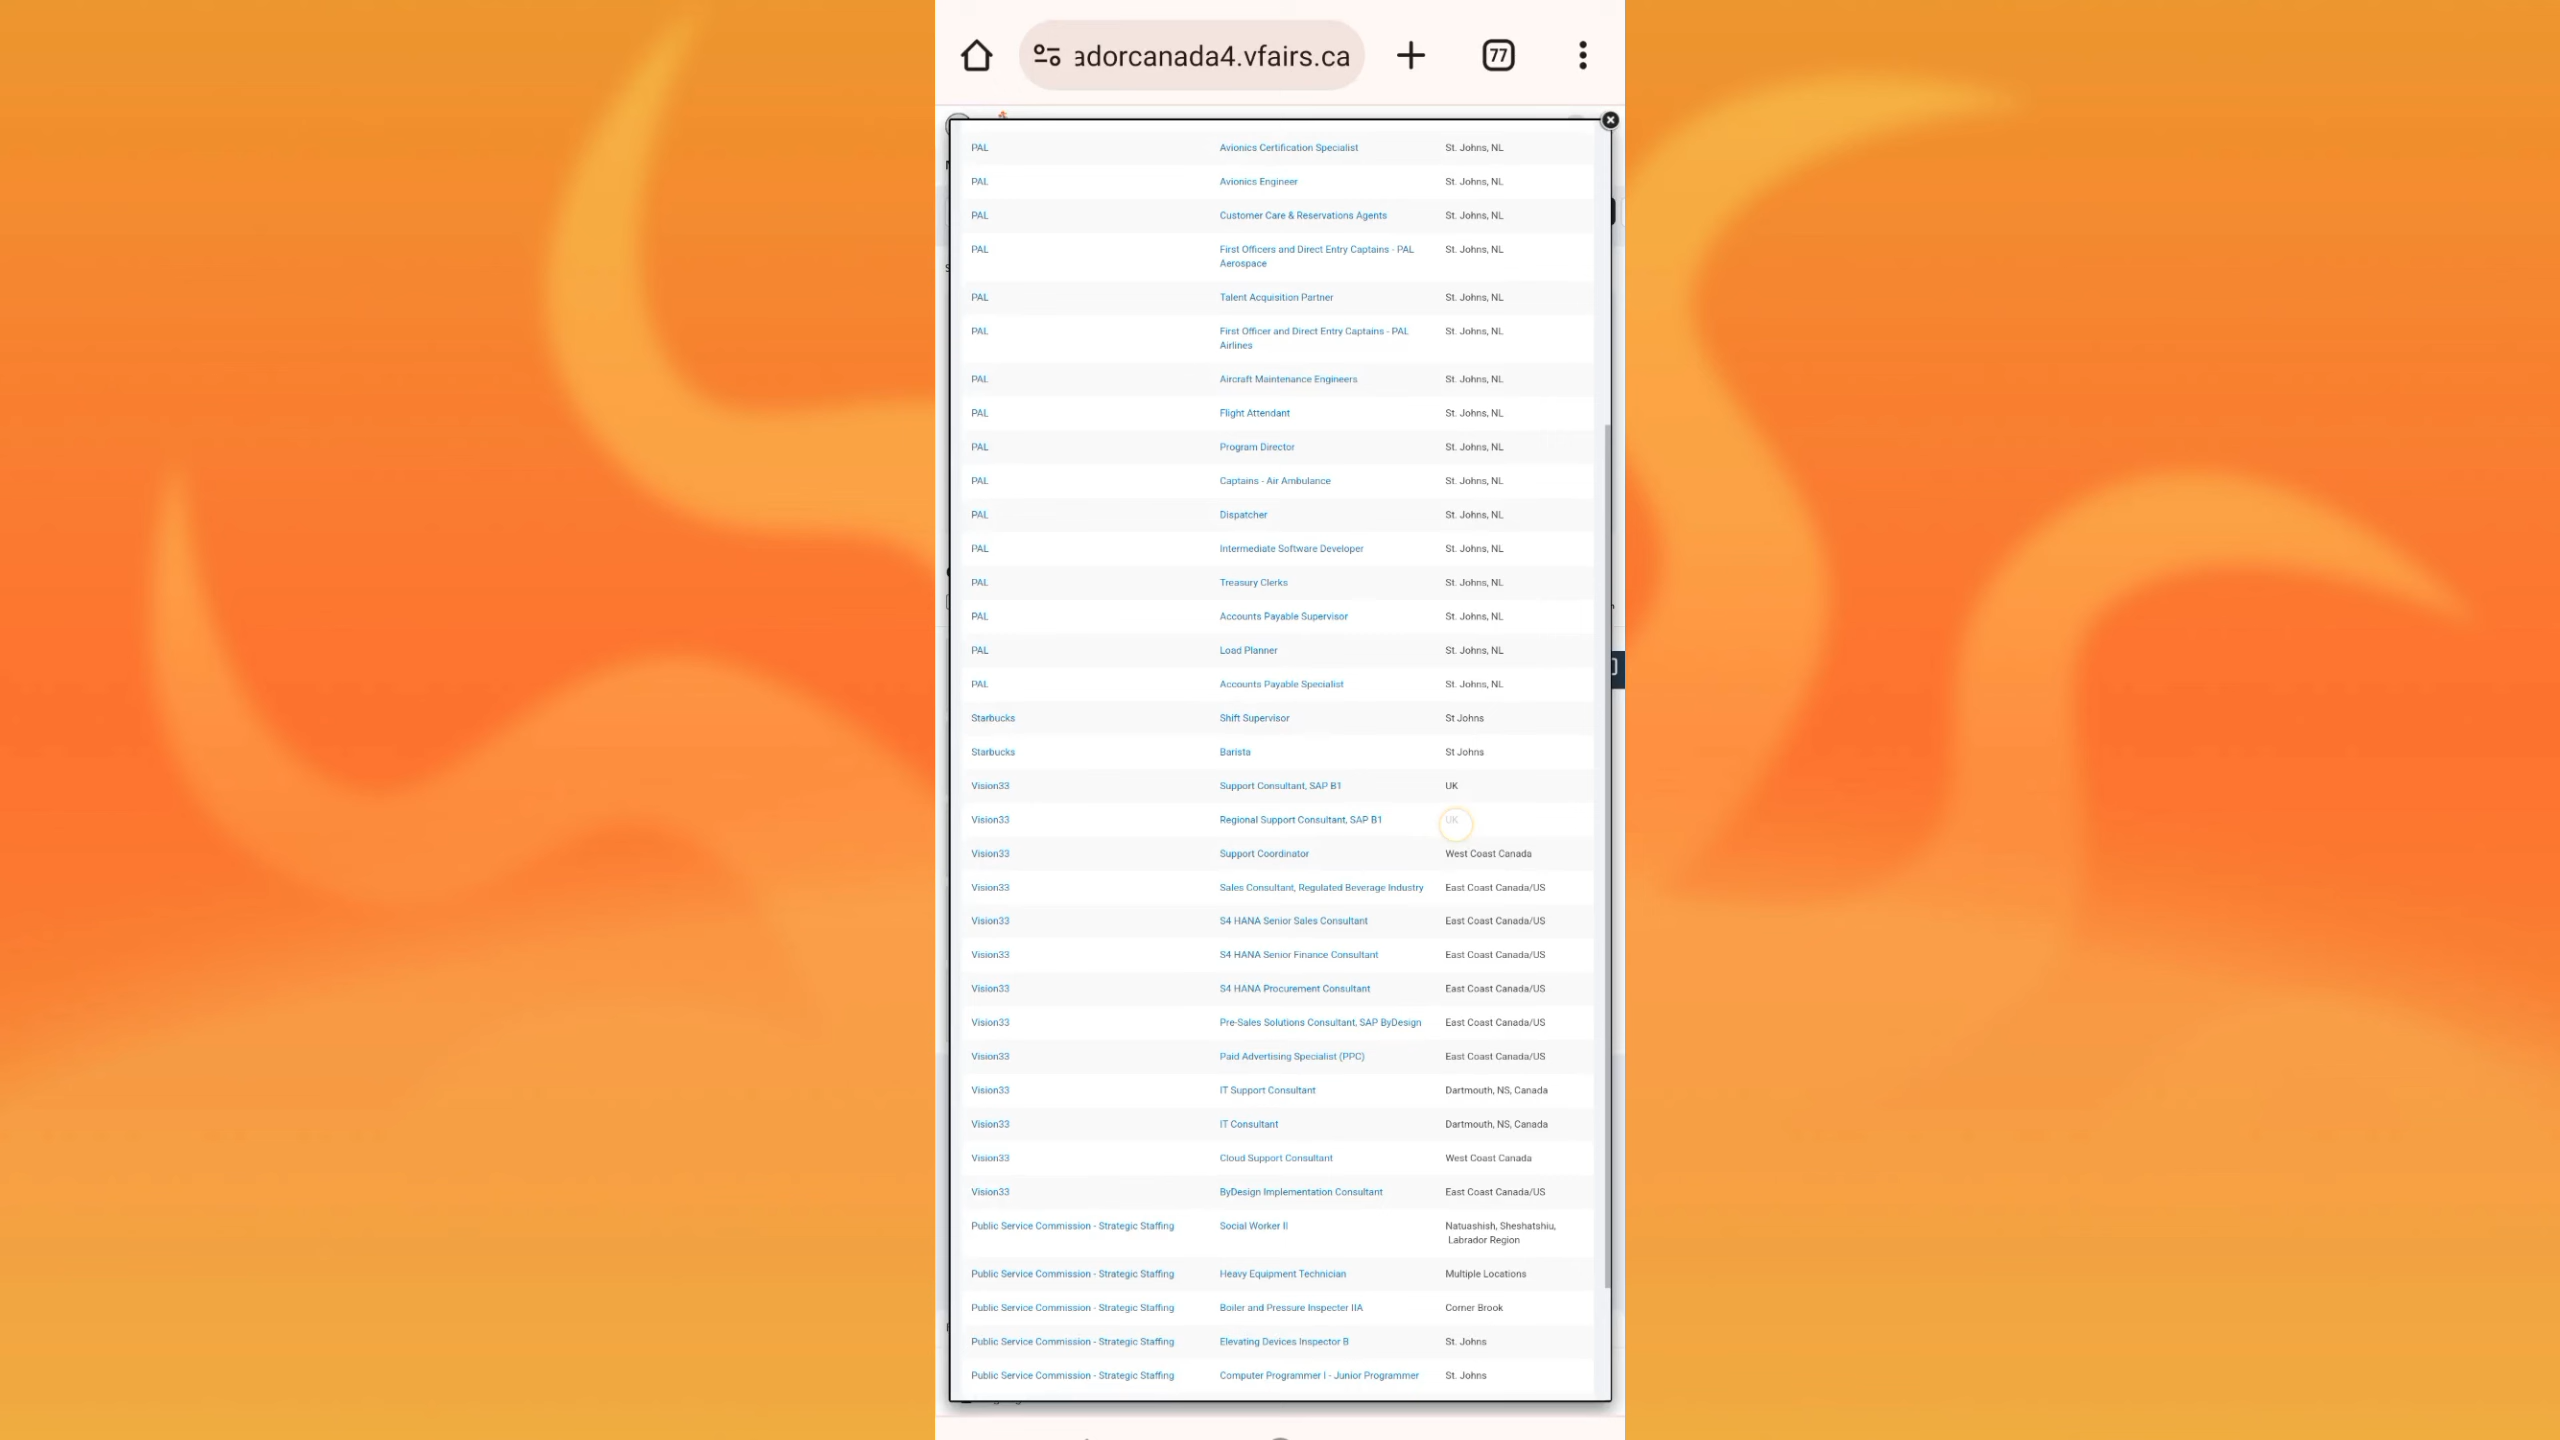 adorcanada4.vfairs.ca
77
PAL Avionics Certification Specialist St. Johns, NL
PAL Avionics Engineer St. Johns, NL
PAL Customer Care & Reservations Agents St. Johns, NL
PAL First Officers and Direct Entry Captains - PAL St. Johns, NL
Aerospace
PAL Talent Acquisition Partner St. Johns, NL
PAL First Officer and Direct Entry Captains - PAL St. Johns, NL
Airlines
PAL Aircraft Maintenance Engineers St. Johns, NL
PAL Flight Attendant St. Johns, NL
PAL Program Director St. Johns, NL
PAL Captains - Air Ambulance St. Johns, NL
PAL Dispatcher St. Johns, NL
PAL Intermediate Software Developer St. Johns, NL
PAL Treasury Clerks St. Johns, NL
PAL Accounts Payable Supervisor St. Johns, NL
PAL Load Planner St. Johns, NL
PAL Accounts Payable Specialist St. Johns, NL
Starbucks Shift Supervisor St Johns
Starbucks Barista St Johns
Vision33 Support Consultant, SAP B1 UK
Vision33 Regional Support Consultant, SAP B1 UK
Vision33 Support Coordinator West Coast Canada
Vision33 Sales Consultant, Regulated Beverage Industry East Coast Canada/US
Vision33 S4 HANA Senior Sales Consultant East Coast Canada/US
Vision33 S4 HANA Senior Finance Consultant East Coast Canada/US
Vision33 S4 HANA Procurement Consultant East Coast Canada/US
Vision33 Pre-Sales Solutions Consultant, SAP ByDesign East Coast Canada/US
Vision33 Paid Advertising Specialist (PPC) East Coast Canada/US
Vision33 IT Support Consultant Dartmouth, NS, Canada
Vision33 IT Consultant Dartmouth, NS, Canada
Vision33 Cloud Support Consultant West Coast Canada
Vision33 ByDesign Implementation Consultant East Coast Canada/US
Public Service Commission - Strategic Staffing Social Worker II Natuashish, Sheshatshiu,
Labrador Region
Public Service Commission - Strategic Staffing Heavy Equipment Technician Multiple Locations
Public Service Commission - Strategic Staffing Boiler and Pressure Inspecter IIA Corner Brook
Public Service Commission - Strategic Staffing Elevating Devices Inspector B St. Johns
Public Service Commission - Strategic Staffing Computer Programmer I - Junior Programmer St. Johns